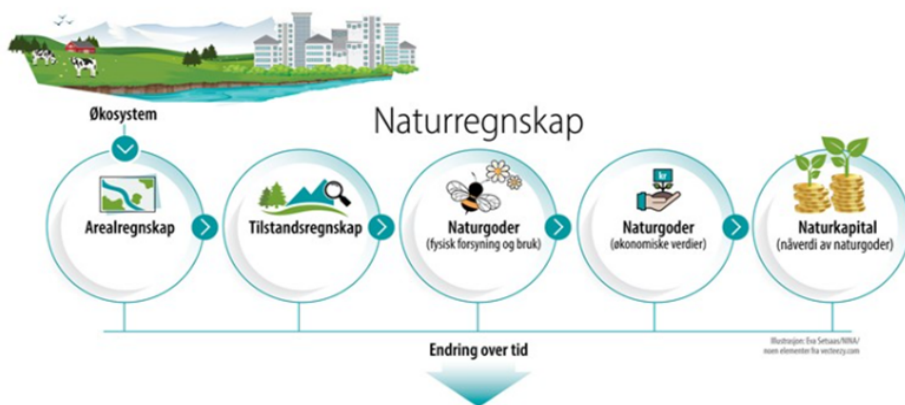 Økosystem
Naturregnskap
Arealregnskap
Tilstandsregnskap
Naturgoder
(fysisk forsyning og bruk)
kr
Naturgoder
(økonomiske verdier)
Naturkapital
(nåverdi av naturgoder)
Endring over tid
Illustrasjon: Eva Setsaas/NINA/
noen elementer fra vecteezy.com